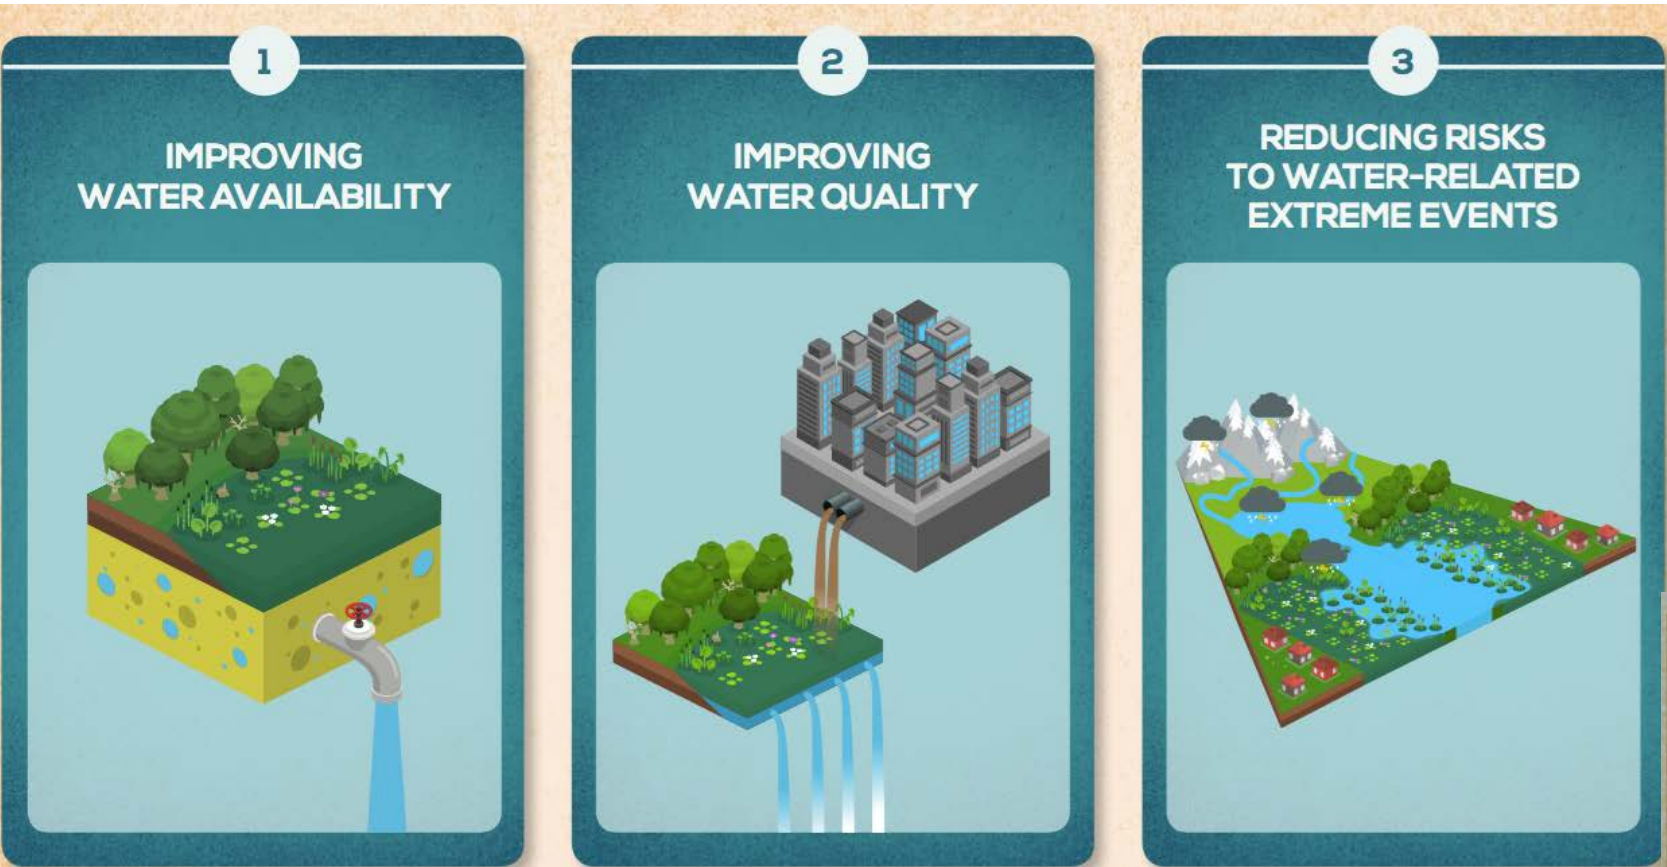 1
IMPROVING
WATER AVAILABILITY
2
IMPROVING
WATER QUALITY
3
REDUCING RISKS
TO WATER-RELATED
EXTREME EVENTS